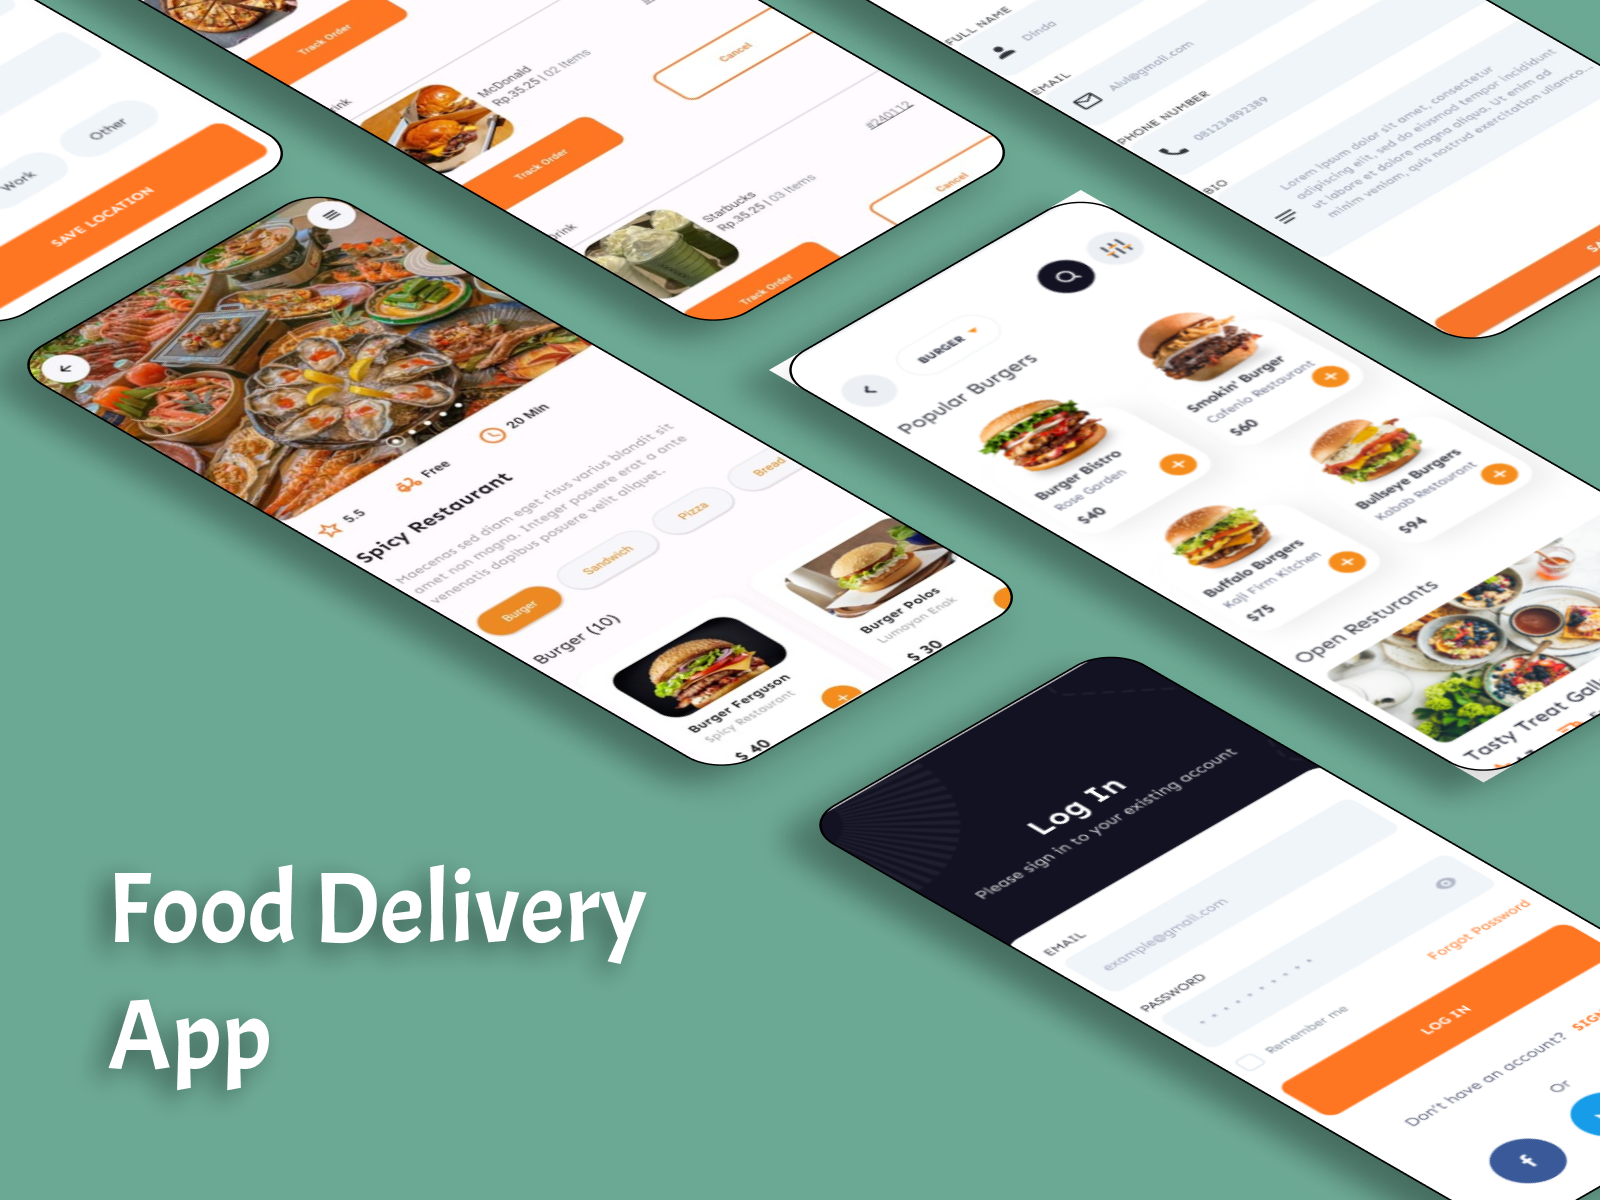 Work
Other
SAVE LOCATION
Track Order
McDonald
Rp.35.25 | 02 Items
Cancel
Track Order
#240112
Starbucks
Rp.35.25 | 03 Items
Cancel
Track Order
FULL NAME
Dinda
EMAIL
PHONE NUMBER
081234892389
BIO
Lorem ipsum dolor sit amet, consectetur
adipiscing elit, sed do eiusmod tempor incididunt
ut labore et dolore magna aliqua. Ut enim ad
minim veniam, quis nostrud exercitation ullamco...
5.5
Free
20 Min
Spicy Restaurant
Maecenas sed diam eget risus varius blandit sit
amet non magna. Integer posuere erat a ante
venenatis dapibus posuere velit aliquet.
Burger
Sandwich
Pizza
Bread
Burger (10)
Burger Ferguson
Spicy Restaurant
$ 40
Burger Polos
Lumayan Enak
$ 30
BURGER
Popular Burgers
Burger Bistro
Rose Garden
$40
Smokin' Burger
Cafenio Restaurant
$60
Buffalo Burgers
Kaji Firm Kitchen
$75
Bullseye Burgers
Kabab Restaurant
$94
Open Resturants
Tasty Treat
Log In
Please sign in to your existing account
EMAIL
example@gmail.com
PASSWORD
Remember me
Forgot Password
LOG IN
Don't have an account?
Or
f
Food Delivery
App